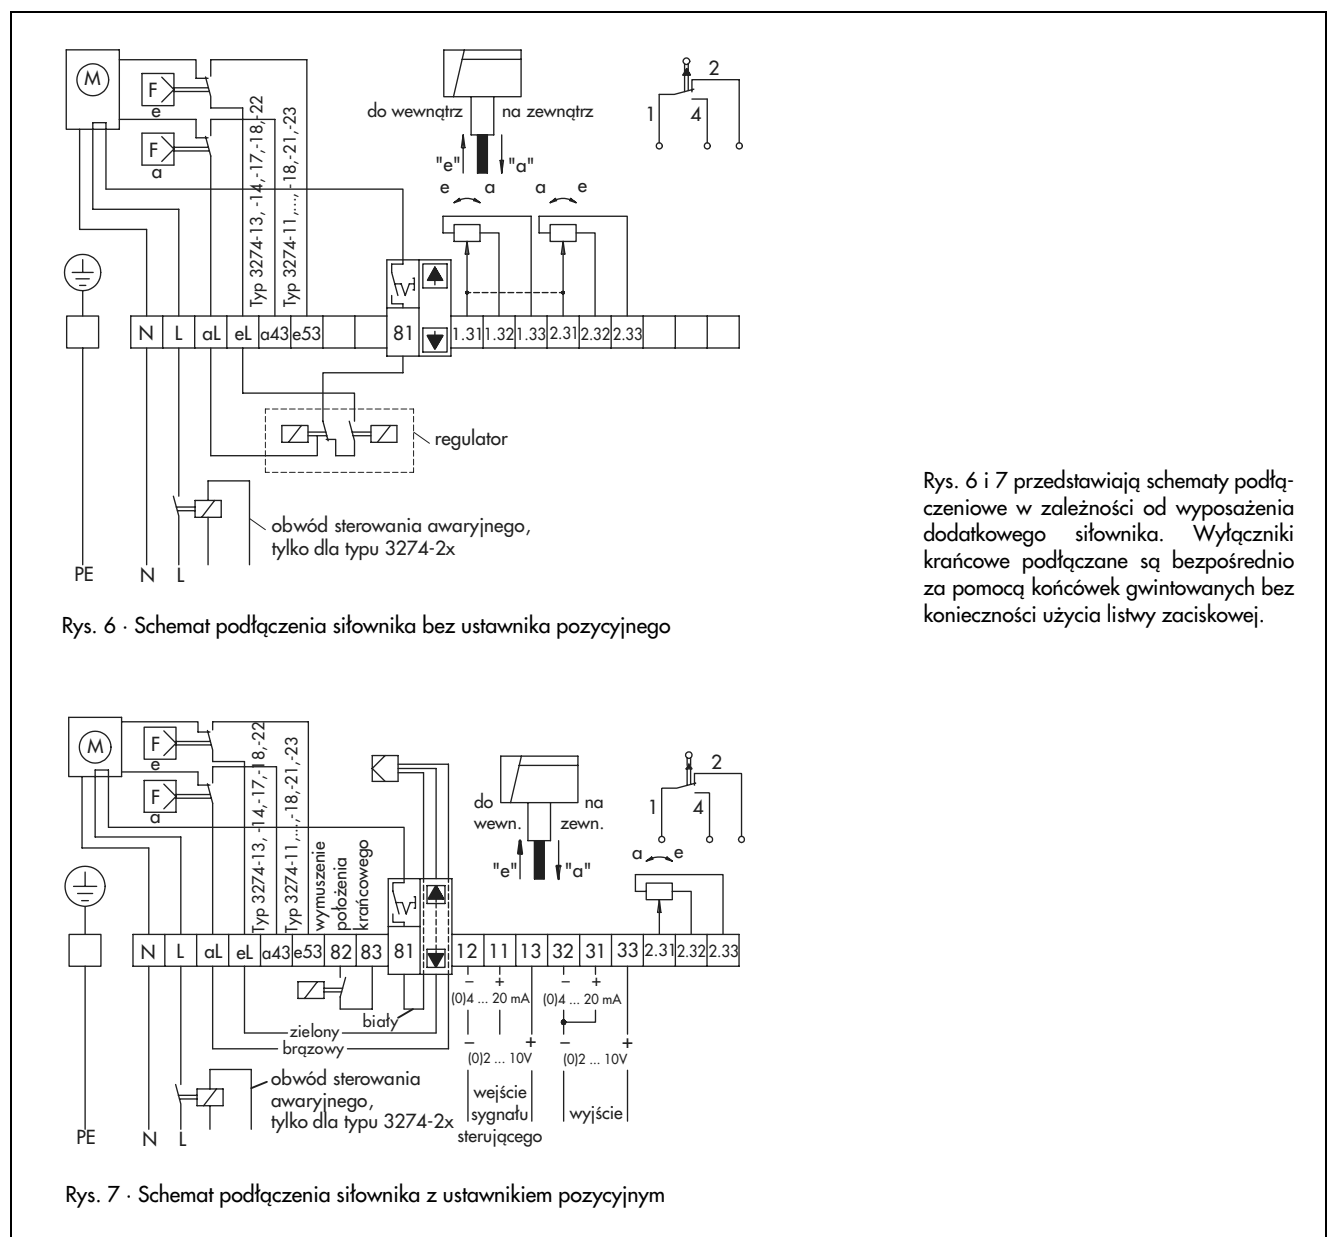 M
F
e
F
a
Typ 3274-13, -14,-17,-18,-22
Typ 3274-11,..., -18,-21,-23
do wewnątrz
na zewnątrz
"e"
"a"
e a
a e
1
2
4
N L aL eL a43 e53 81 1.31 1.32 1.33 2.31 2.32 2.33
regulator
obwód sterowania awaryjnego,
tylko dla typu 3274-2x
PE N L
Rys. 6 · Schemat podłączenia siłownika bez ustawnika pozycyjnego
Rys. 6 i 7 przedstawiają schematy podłą-
czeniowe w zależności od wyposażenia
dodatkowego siłownika. Wyłączniki
krańcowe podłączane są bezpośrednio
za pomocą końcówek gwintowanych bez
konieczności użycia listwy zaciskowej.
M
F
e
F
a
Typ 3274-13, -14,-17,-18,-22
Typ 3274-11,...,-18,-21,-23
wymuszenie
położenia
krańcowego
do
wewn.
na
zewn.
"e"
"a"
1
2
4
a e
N L aL eL a43 e53 82 83 81 12 11 13 32 31 33 2.31 2.32 2.33
– + – +
(0)4 ... 20 mA (0)4 ... 20 mA
biały
zielony
brązowy
– + – +
(0)2 ... 10V (0)2 ... 10V
wejście
sygnału
sterującego
wyjście
obwód sterowania
awaryjnego,
tylko dla typu 3274-2x
PE N L
Rys. 7 · Schemat podłączenia siłownika z ustawnikiem pozycyjnym